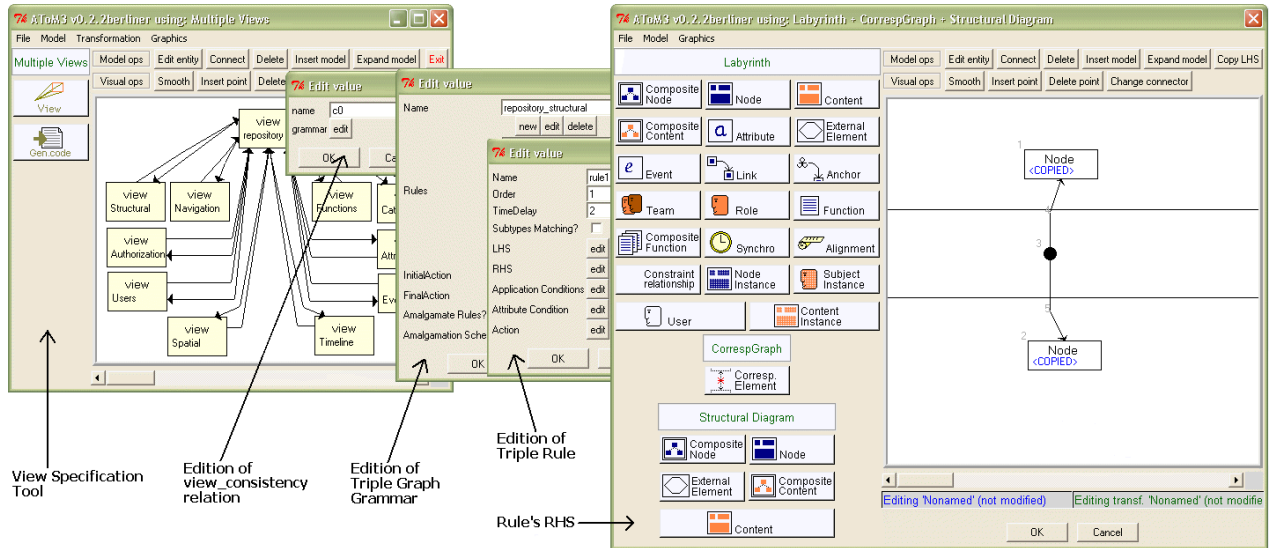 AToM3 v0.2.2berliner using: Multiple Views
File Model Transformation Graphics
Multiple Views
Model ops Edit entity Connect Delete Insert model Expand model Exit
Visual ops Smooth Insert point Delete
View
Gen.code
view
repository
view
Structural
view
Navigation
Functions
view
Authorization
view
Users
view
Spatial
view
Timeline
Edit value
name c0
grammar edit
OK
Edit value
Name repository_structural
new edit delete
Rules
InitialAction
FinalAction
Amalgamate Rules?
OK
Edit value
Name rule1
Order 1
TimeDelay 2
Subtypes Matching?
LHS edit
RHS edit
Application Conditions edit
Attribute Condition edit
Action edit
OK
View Specification
Tool
Edition of
view_consistency
relation
Edition of
Triple Graph
Grammar
Edition of
Triple Rule
Rule's RHS
AToM3 v0.2.2berliner using: Labyrinth + CorrespGraph + Structural Diagram
File Model Graphics
Labyrinth
Composite
Node
Node
Content
Composite
Content
a Attribute
External
Element
e Event
Link
Anchor
Team
Role
Function
Composite
Function
Synchro
Alignment
Constraint
relationship
Node
Instance
Subject
Instance
User
Content
Instance
CorrespGraph
Corresp.
Element
Structural Diagram
Composite
Node
Node
External
Element
Composite
Content
Content
Model ops Edit entity Connect Delete Insert model Expand model Copy LHS
Visual ops Smooth Insert point Delete point Change connector
1
Node
<COPIED>
4
3
5
2
Node
<COPIED>
Editing 'Nonamed' (not modified)
Editing transf. 'Nonamed' (not modifie
OK Cancel